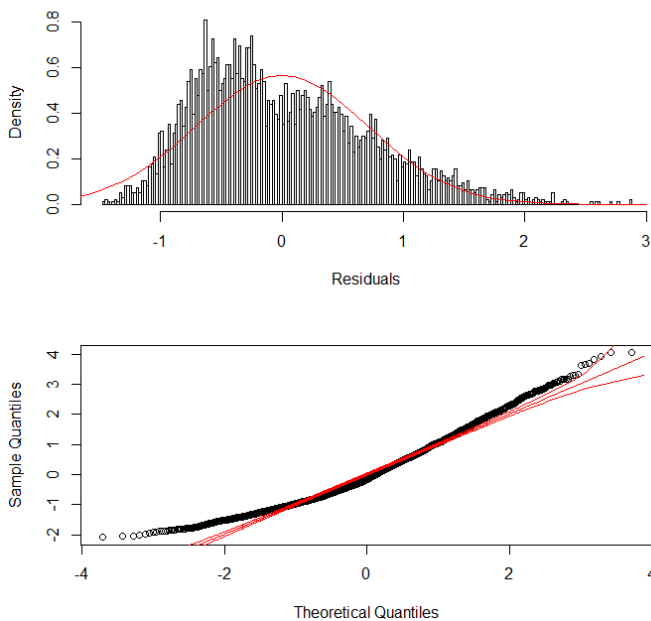 Density
0.0 0.2 0.4 0.6 0.8
-1 0 1 2 3
Residuals
Sample Quantiles
-2 -1 0 1 2 3 4
-4 -2 0 2 4
Theoretical Quantiles